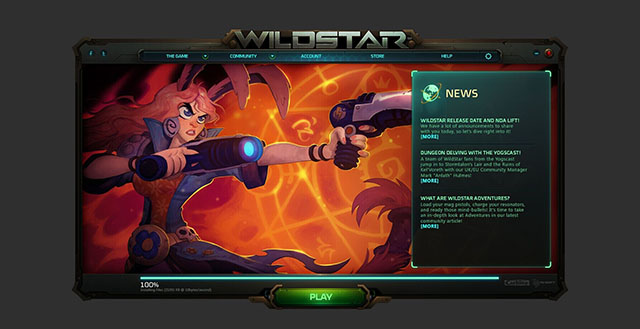 WILDSTAR
THE GAME COMMUNITY ACCOUNT STORE HELP
NEWS
WILDSTAR RELEASE DATE AND NDA LIFT!
We have a lot of announcements to share
with you today, so let's dive right into it!
[MORE]
DUNGEON DELVING WITH THE YOGSCAST!
A team of WildStar fans from the Yogscast
jump in to Stormtalon's Lair and the Ruins of
Kel'Voreth with our UK/EU Community Manager
Mark "Anlath" Hulmes!
[MORE]
WHAT ARE WILDSTAR ADVENTURES?
Load your mag pistols, charge your resonators,
and ready those mind-bullets! It's time to take
an in-depth look at Adventures in our latest
community article!
[MORE]
100%
PLAY